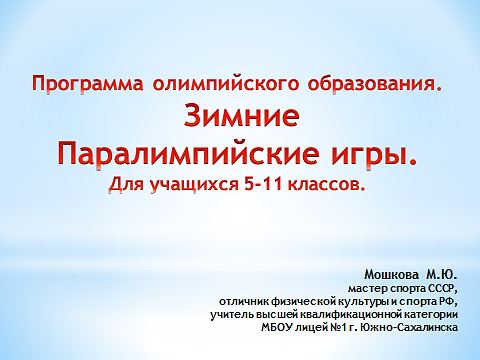 Программа олимпийского образования.
Зимние
Паралимпийские игры.
Для учащихся 5-11 классов.
Мошкова М.Ю.
мастер спорта СССР,
отличник физической культуры и спорта РФ,
учитель высшей квалификационной категории
МБОУ лицей №1 г. Южно-Сахалинска